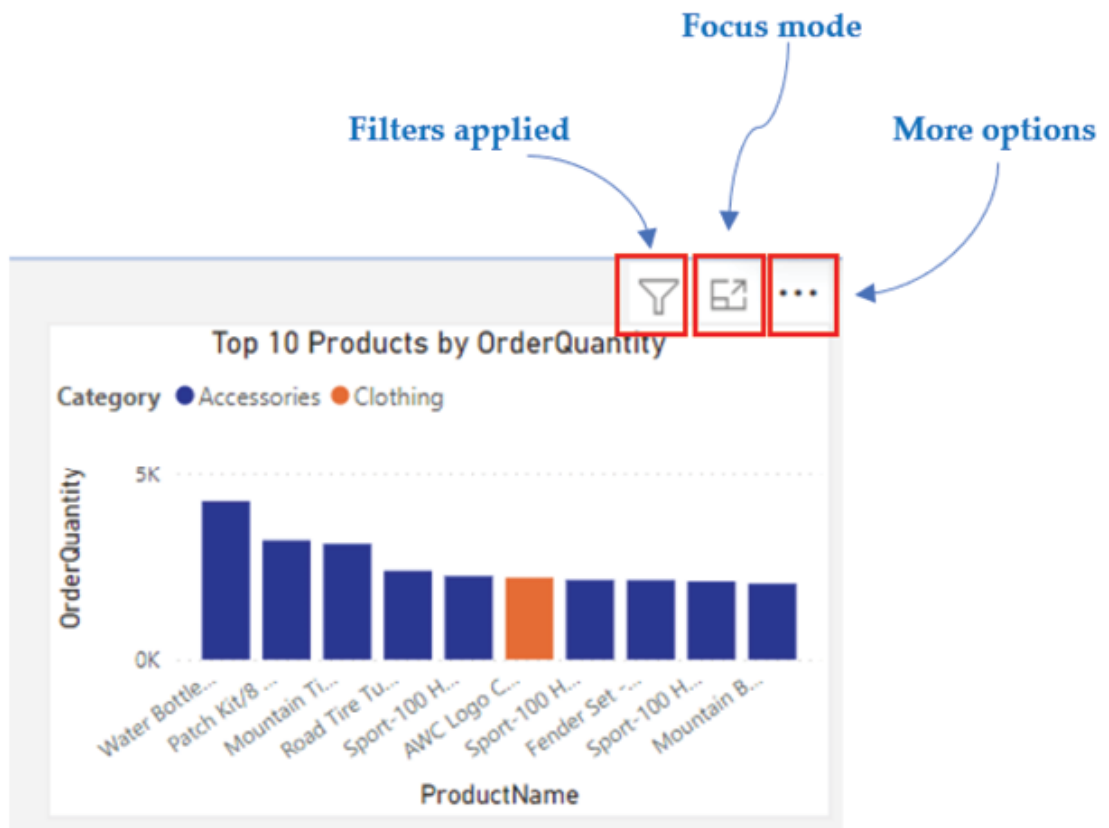 Focus mode
Filters applied
More options
Top 10 Products by OrderQuantity
Category Accessories Clothing
OrderQuantity
5K
0K
Water Bottle...
Patch Kit/8 ...
Mountain Ti...
Road Tire Tu...
Sport-100 H...
AWC Logo C...
Sport-100 H...
Fender Set -...
Sport-100 H...
Mountain B...
ProductName